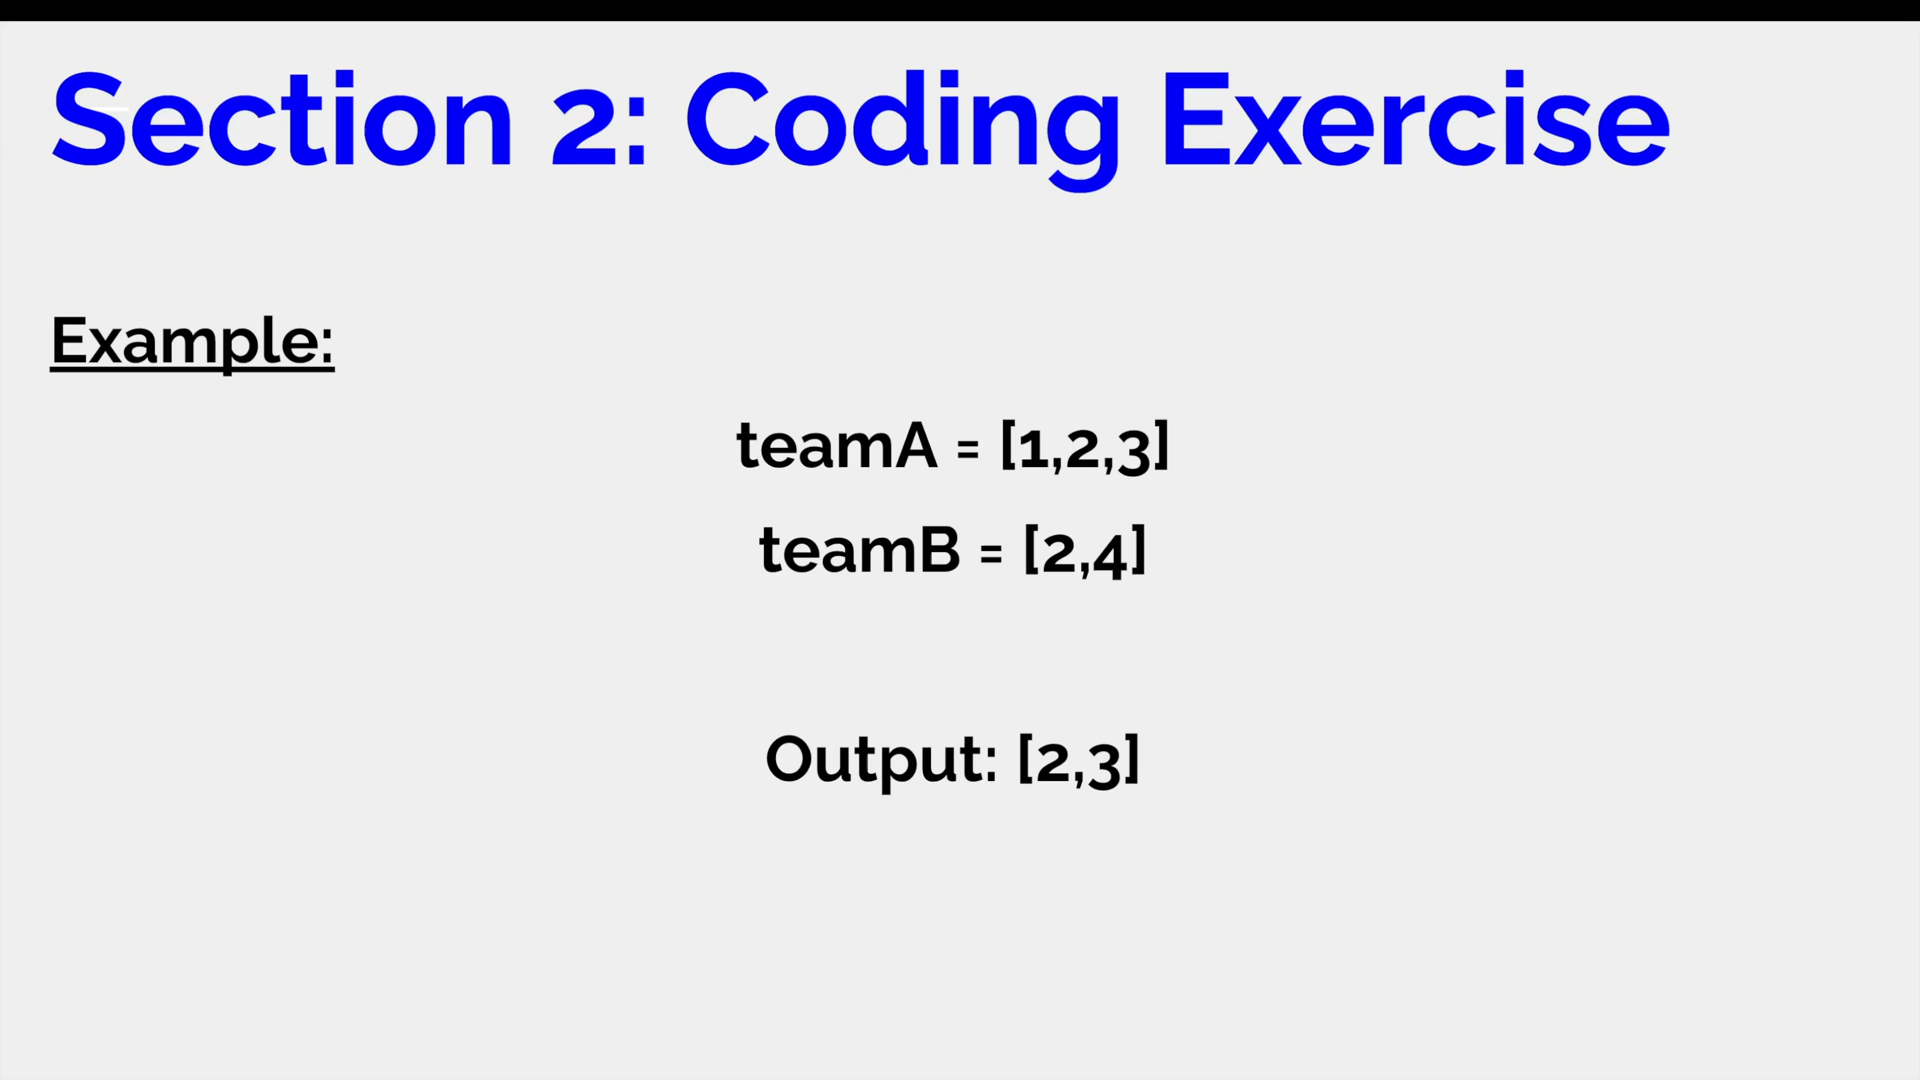 Section 2: Coding Exercise
Example:
teamA = [1,2,3]
teamB = [2,4]
Output: [2,3]